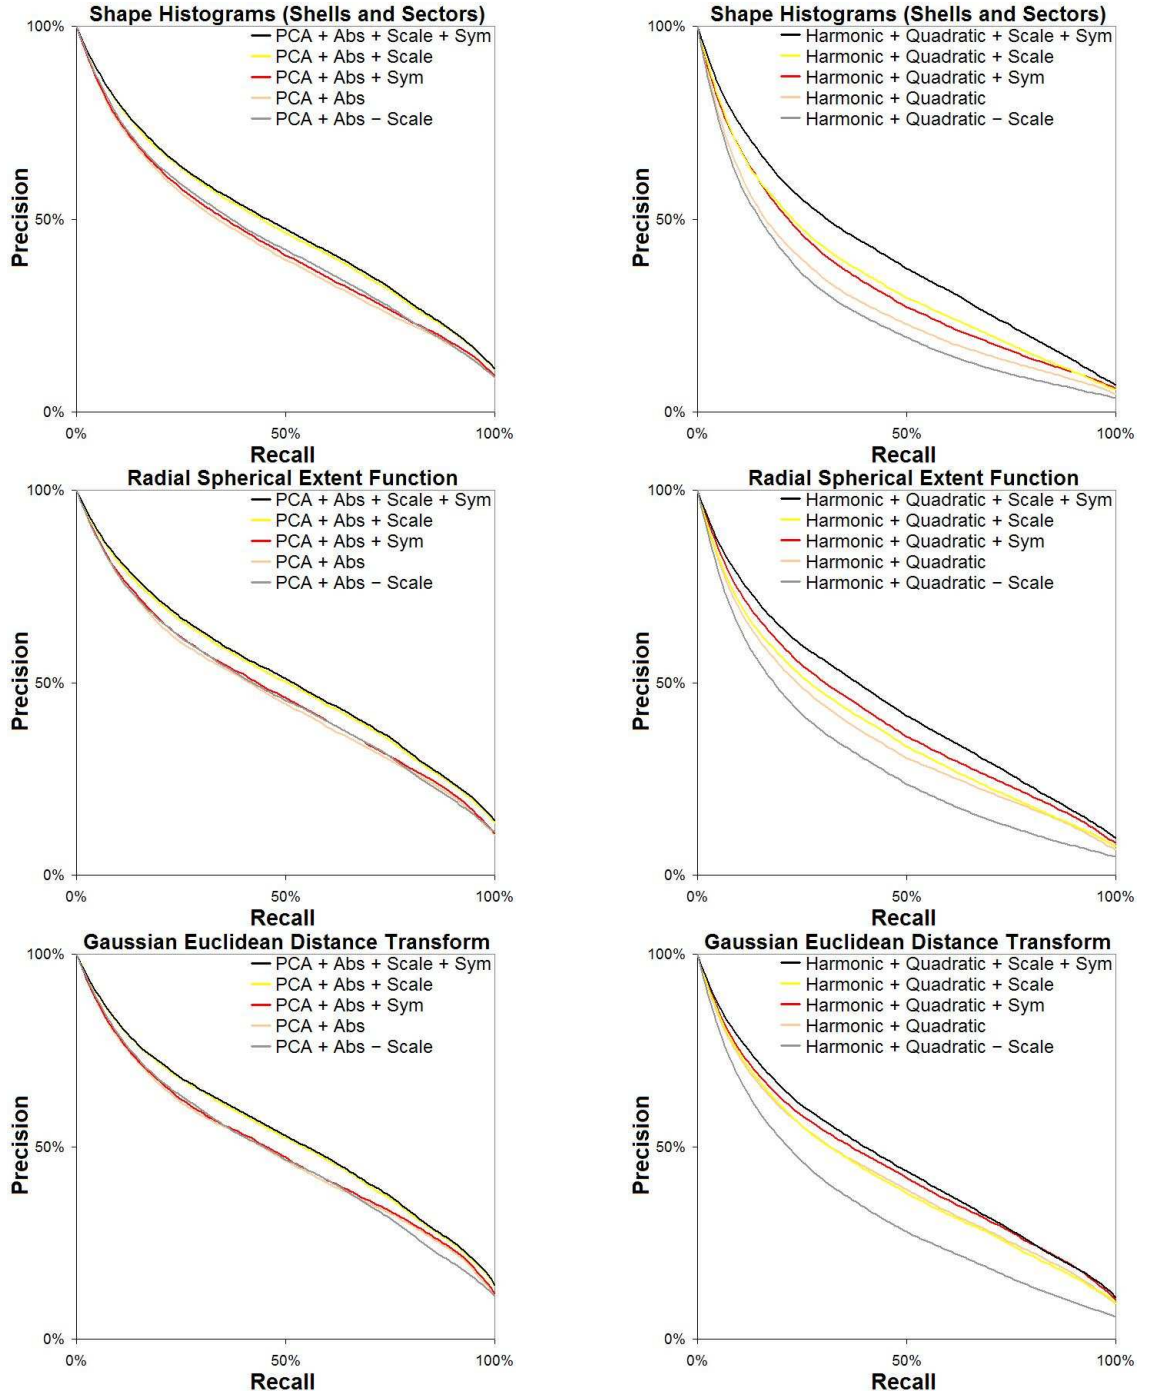 Shape Histograms (Shells and Sectors)
100%
PCA + Abs + Scale + Sym
PCA + Abs + Scale
PCA + Abs + Sym
PCA + Abs
PCA + Abs − Scale
Precision
50%
0%
0%
50%
100%
Recall
Shape Histograms (Shells and Sectors)
100%
Harmonic + Quadratic + Scale + Sym
Harmonic + Quadratic + Scale
Harmonic + Quadratic + Sym
Harmonic + Quadratic
Harmonic + Quadratic − Scale
Precision
50%
0%
0%
50%
100%
Recall
Radial Spherical Extent Function
100%
PCA + Abs + Scale + Sym
PCA + Abs + Scale
PCA + Abs + Sym
PCA + Abs
PCA + Abs − Scale
Precision
50%
0%
0%
50%
100%
Recall
Radial Spherical Extent Function
100%
Harmonic + Quadratic + Scale + Sym
Harmonic + Quadratic + Scale
Harmonic + Quadratic + Sym
Harmonic + Quadratic
Harmonic + Quadratic − Scale
Precision
50%
0%
0%
50%
100%
Recall
Gaussian Euclidean Distance Transform
100%
PCA + Abs + Scale + Sym
PCA + Abs + Scale
PCA + Abs + Sym
PCA + Abs
PCA + Abs − Scale
Precision
50%
0%
0%
50%
100%
Recall
Gaussian Euclidean Distance Transform
100%
Harmonic + Quadratic + Scale + Sym
Harmonic + Quadratic + Scale
Harmonic + Quadratic + Sym
Harmonic + Quadratic
Harmonic + Quadratic − Scale
Precision
50%
0%
0%
50%
100%
Recall